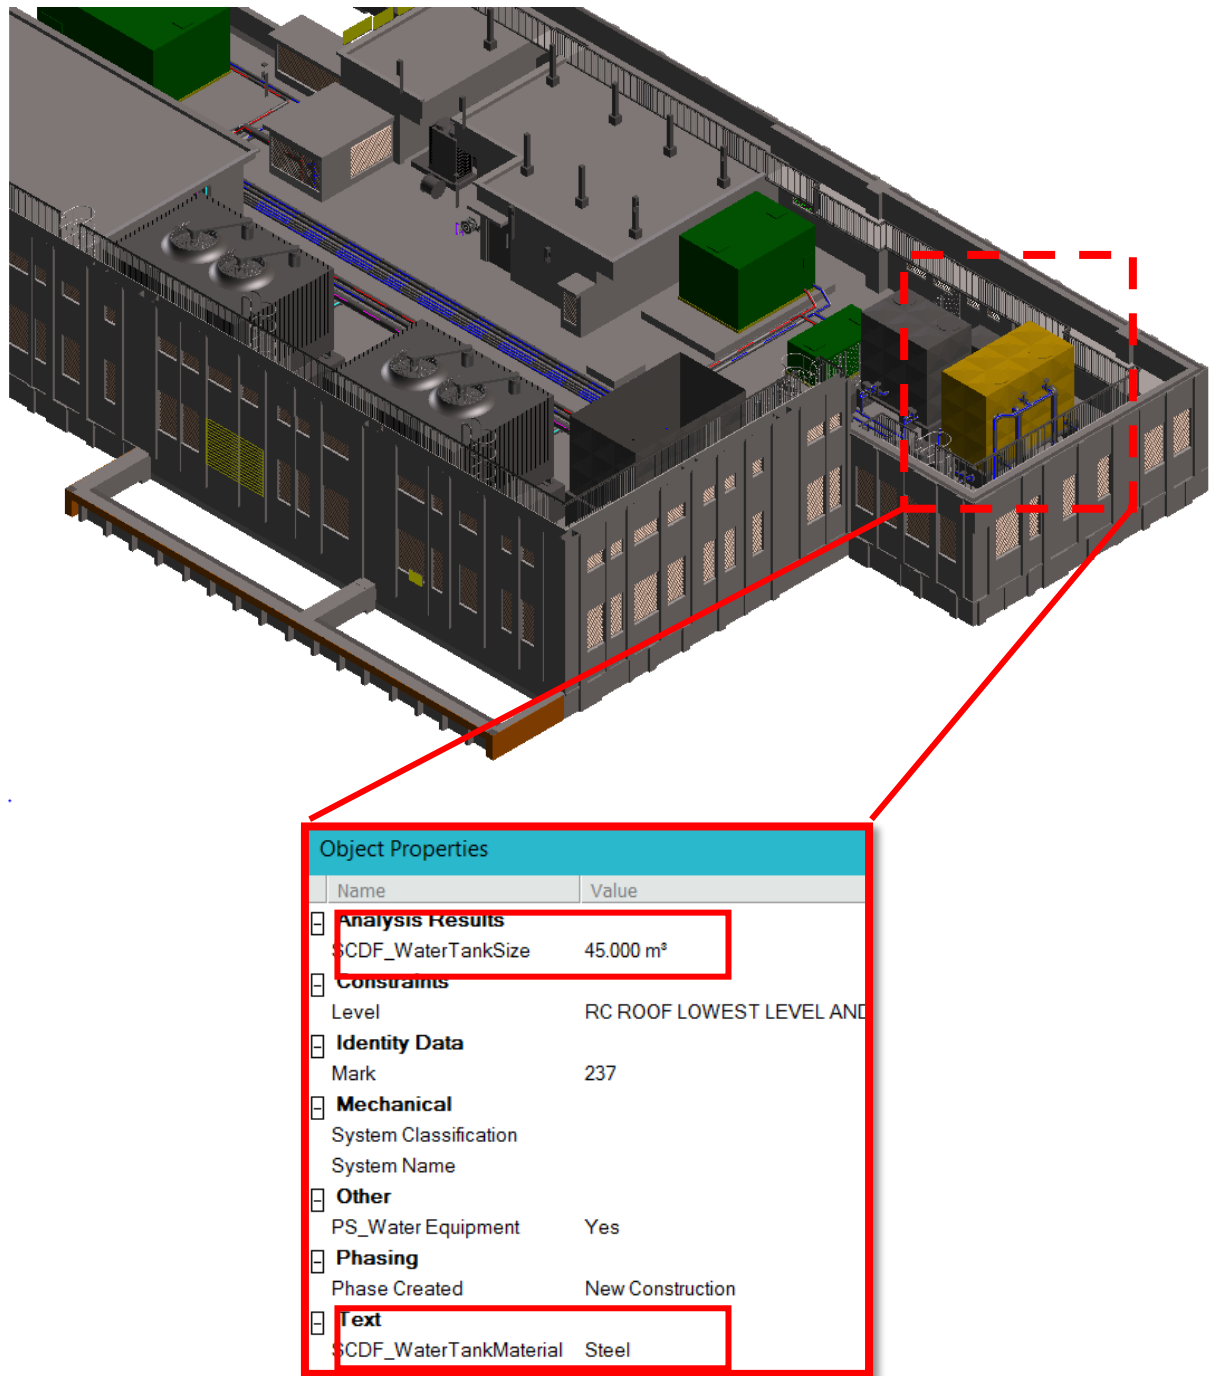 Object Properties
Name Value
Analysis Results
SCDF_WaterTankSize 45.000 m³
Constraints
Level RC ROOF LOWEST LEVEL AND
Identity Data
Mark 237
Mechanical
System Classification
System Name
Other
PS_Water Equipment Yes
Phasing
Phase Created New Construction
Text
SCDF_WaterTankMaterial Steel